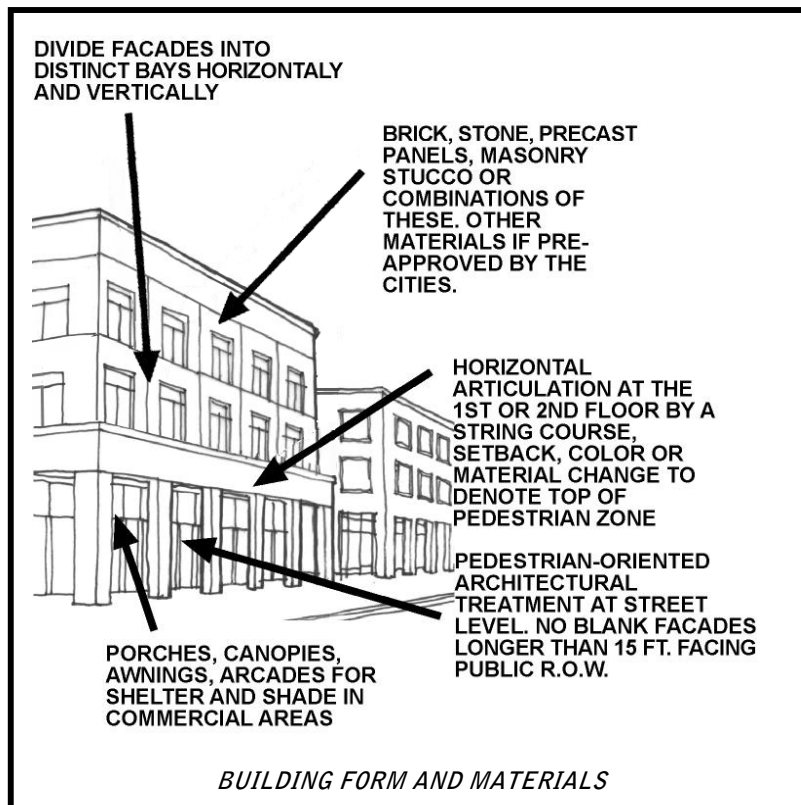 DIVIDE FACADES INTO
DISTINCT BAYS HORIZONTALY
AND VERTICALLY
BRICK, STONE, PRECAST
PANELS, MASONRY
STUCCO OR
COMBINATIONS OF
THESE. OTHER
MATERIALS IF PRE-
APPROVED BY THE
CITIES.
HORIZONTAL
ARTICULATION AT THE
1ST OR 2ND FLOOR BY A
STRING COURSE,
SETBACK, COLOR OR
MATERIAL CHANGE TO
DENOTE TOP OF
PEDESTRIAN ZONE
PEDESTRIAN-ORIENTED
ARCHITECTURAL
TREATMENT AT STREET
LEVEL. NO BLANK FACADES
LONGER THAN 15 FT. FACING
PUBLIC R.O.W.
PORCHES, CANOPIES,
AWNINGS, ARCADES FOR
SHELTER AND SHADE IN
COMMERCIAL AREAS
BUILDING FORM AND MATERIALS